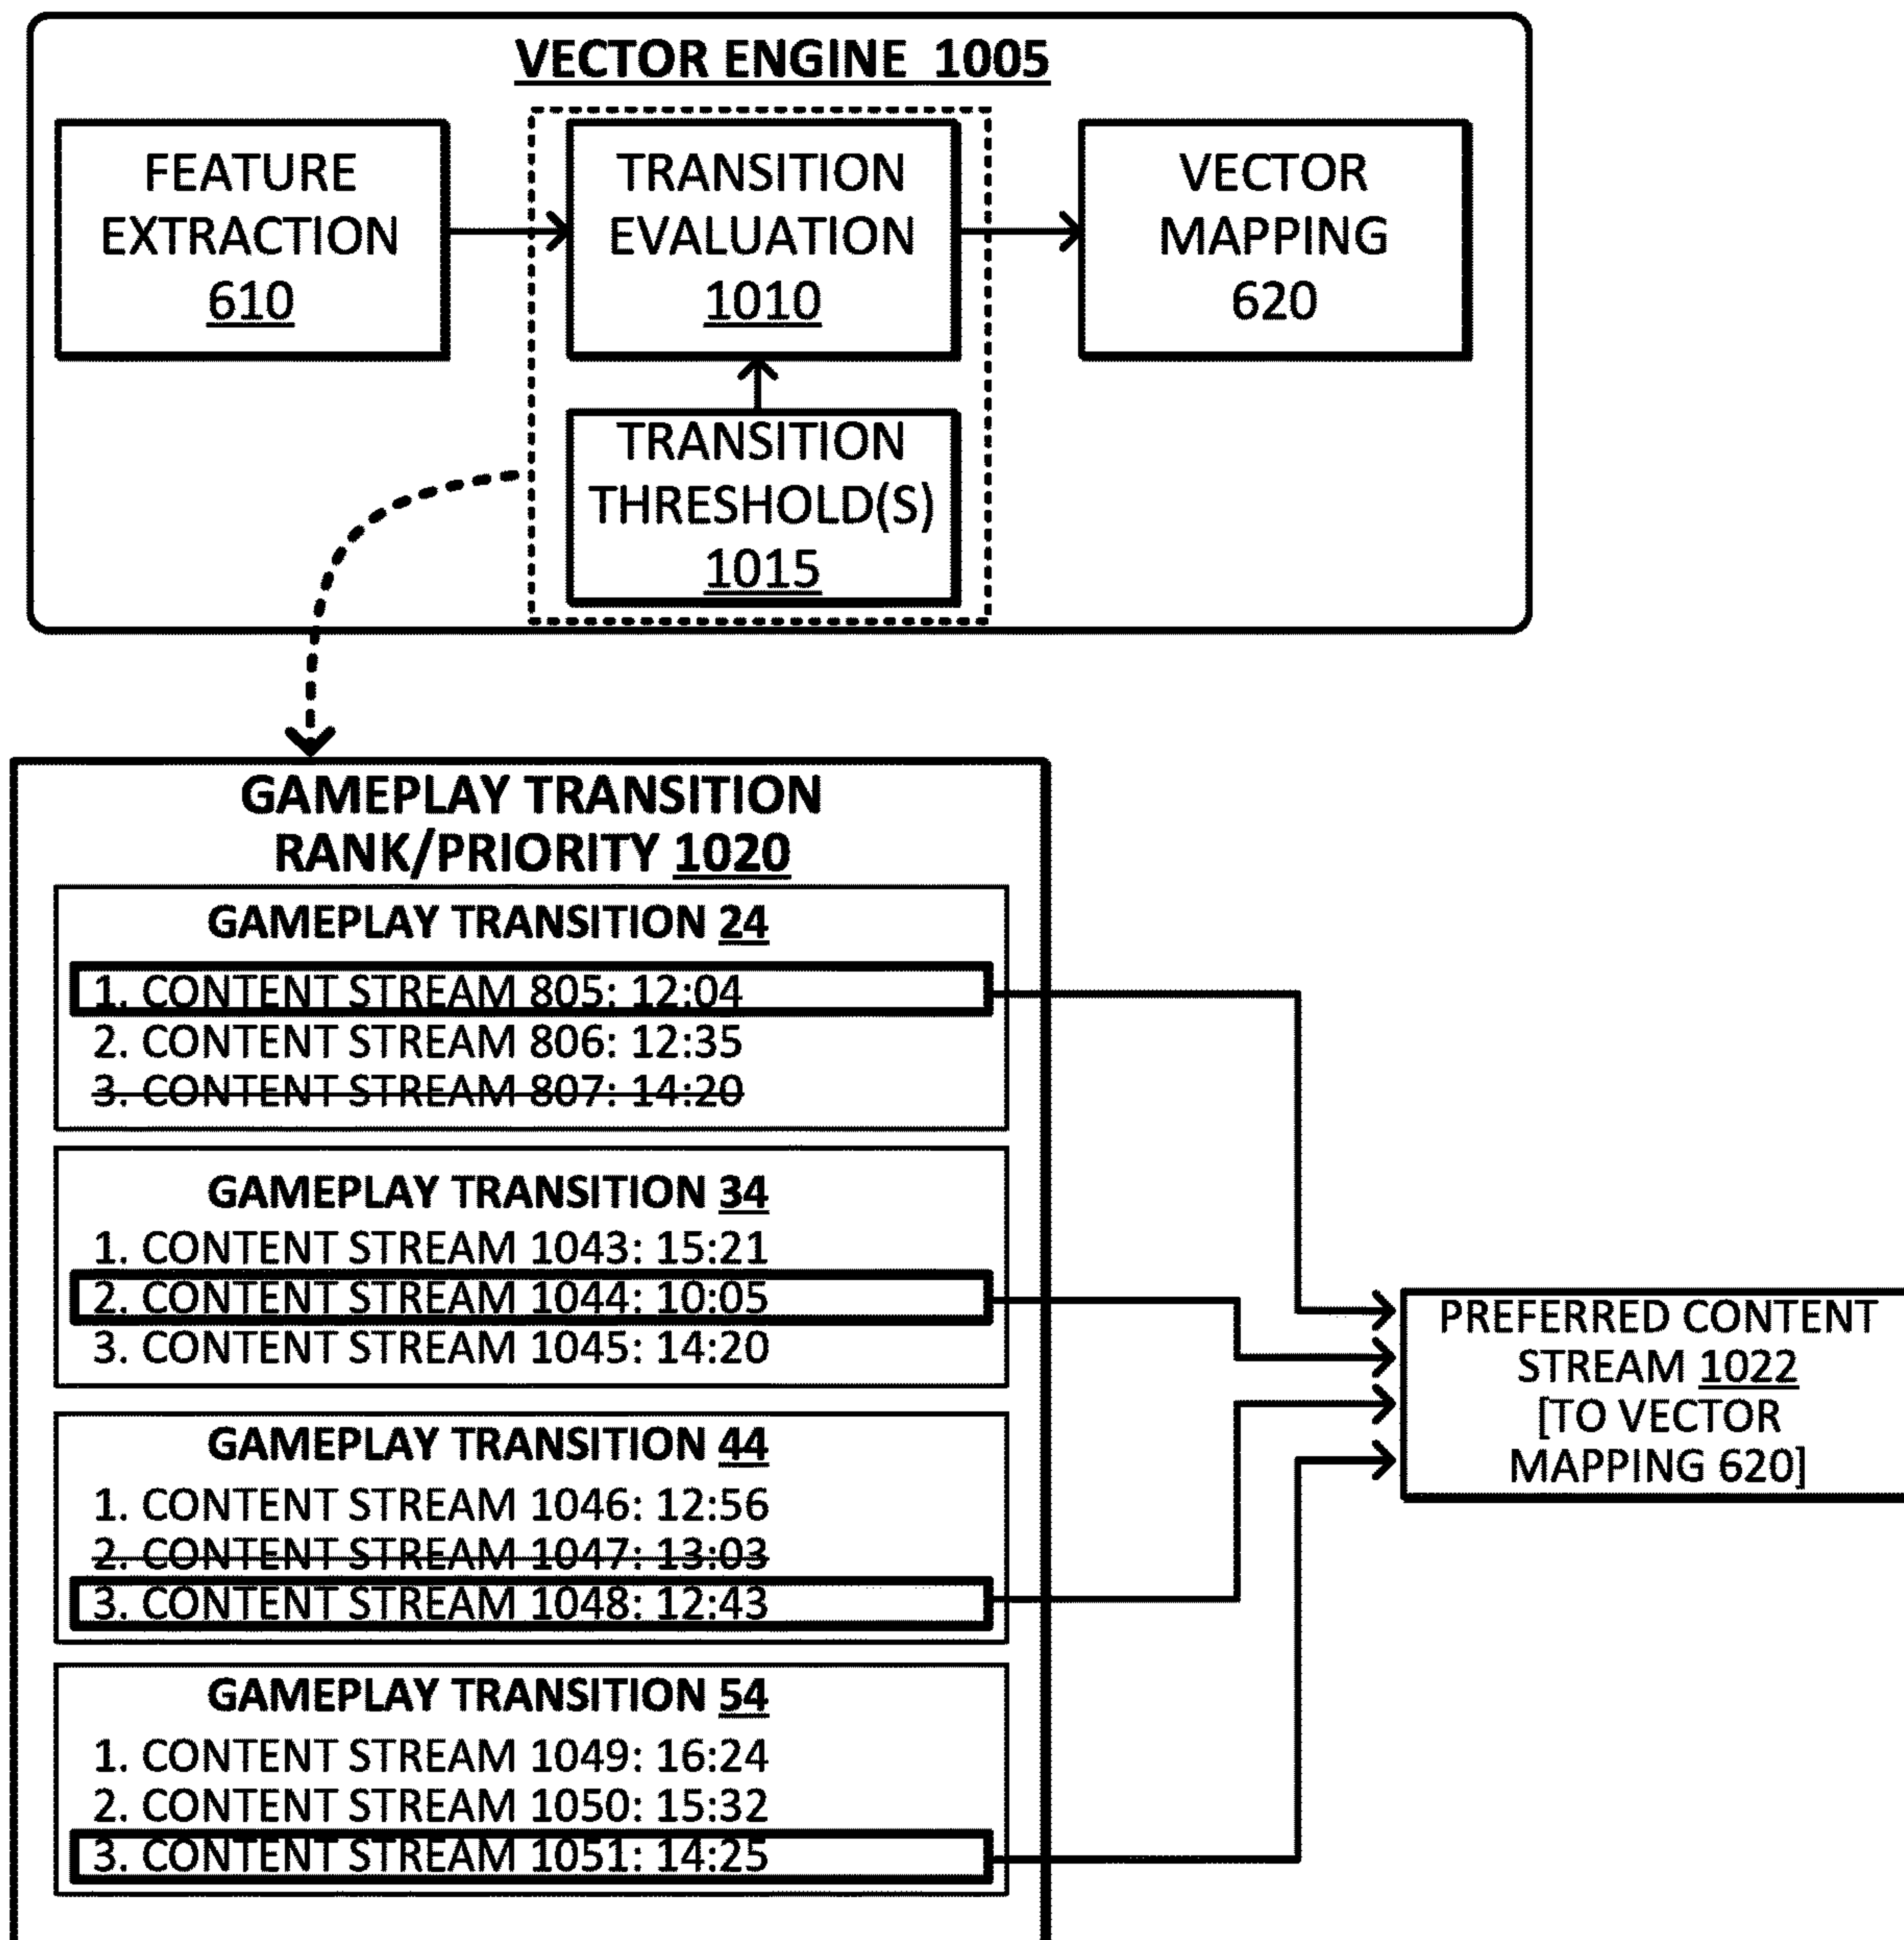 VECTOR ENGINE 1005
FEATURE
EXTRACTION
610
TRANSITION
EVALUATION
1010
VECTOR
MAPPING
620
TRANSITION
THRESHOLD(S)
1015
GAMEPLAY TRANSITION
RANK/PRIORITY 1020
GAMEPLAY TRANSITION 24
1. CONTENT STREAM 805: 12:04
2. CONTENT STREAM 806: 12:35
3. CONTENT STREAM 807: 14:20
GAMEPLAY TRANSITION 34
1. CONTENT STREAM 1043: 15:21
2. CONTENT STREAM 1044: 10:05
3. CONTENT STREAM 1045: 14:20
GAMEPLAY TRANSITION 44
1. CONTENT STREAM 1046: 12:56
2. CONTENT STREAM 1047: 13:03
3. CONTENT STREAM 1048: 12:43
GAMEPLAY TRANSITION 54
1. CONTENT STREAM 1049: 16:24
2. CONTENT STREAM 1050: 15:32
3. CONTENT STREAM 1051: 14:25
PREFERRED CONTENT
STREAM 1022
[TO VECTOR
MAPPING 620]